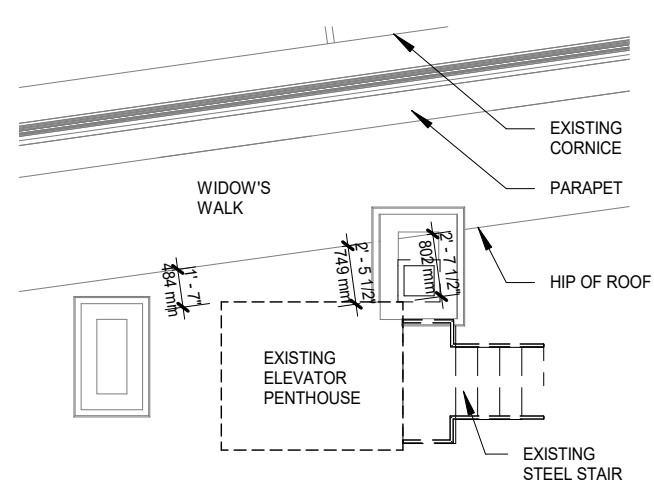 EXISTING
CORNICE
PARAPET
WIDOW'S
WALK
HIP OF ROOF
1' - 7"
484 mm
2' - 5 1/2"
749 mm
2' - 7 1/2"
802 mm
EXISTING
ELEVATOR
PENTHOUSE
EXISTING
STEEL STAIR